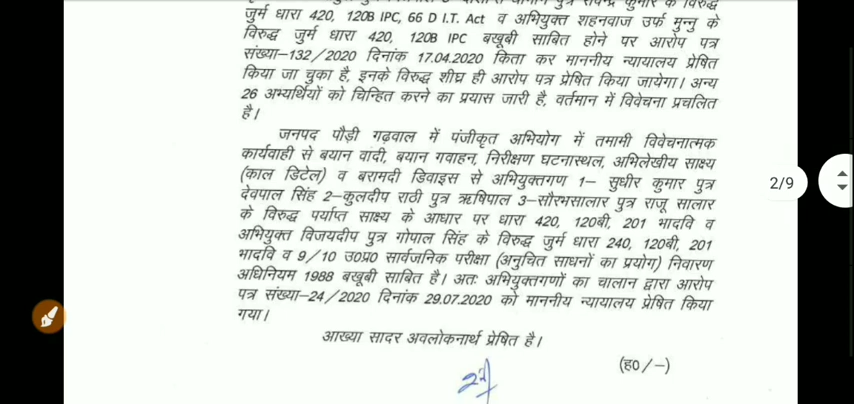 के विरुद्ध
जुर्म धारा 420, 120B IPC, 66 D I.T. Act व अभियुक्त शहनवाज उर्फ मुन्नु के
विरुद्ध जुर्म धारा 420, 120B IPC बखूबी साबित होने पर आरोप पत्र
संख्या–132/2020 दिनांक 17.04.2020 किता कर माननीय न्यायालय प्रेषित
किया जा चुका है, इनके विरुद्ध शीघ्र ही आरोप पत्र प्रेषित किया जायेगा। अन्य
26 अभ्यर्थियों को चिन्हित करने का प्रयास जारी है, वर्तमान में विवेचना प्रचलित
है।
जनपद पौड़ी गढ़वाल में पंजीकृत अभियोग में तमामी विवेचनात्मक
कार्यवाही से बयान वादी, बयान गवाहन, निरीक्षण घटनास्थल, अभिलेखीय साक्ष्य
(काल डिटेल) व बरामदी डिवाइस से अभियुक्तगण 1– सुधीर कुमार पुत्र
देवपाल सिंह 2–कुलदीप राठी पुत्र ऋषिपाल 3–सौरभसालार पुत्र राजू सालार
के विरुद्ध पर्याप्त साक्ष्य के आधार पर धारा 420, 120बी, 201 भादवि व
अभियुक्त विजयदीप पुत्र गोपाल सिंह के विरुद्ध जुर्म धारा 240, 120बी, 201
भादवि व 9/10 उ0प्र0 सार्वजनिक परीक्षा (अनुचित साधनों का प्रयोग) निवारण
अधिनियम 1988 बखूबी साबित है। अतः अभियुक्तगणों का चालान द्वारा आरोप
पत्र संख्या–24/2020 दिनांक 29.07.2020 को माननीय न्यायालय प्रेषित किया
गया।
आख्या सादर अवलोकनार्थ प्रेषित है।
(ह0/–)
2/9